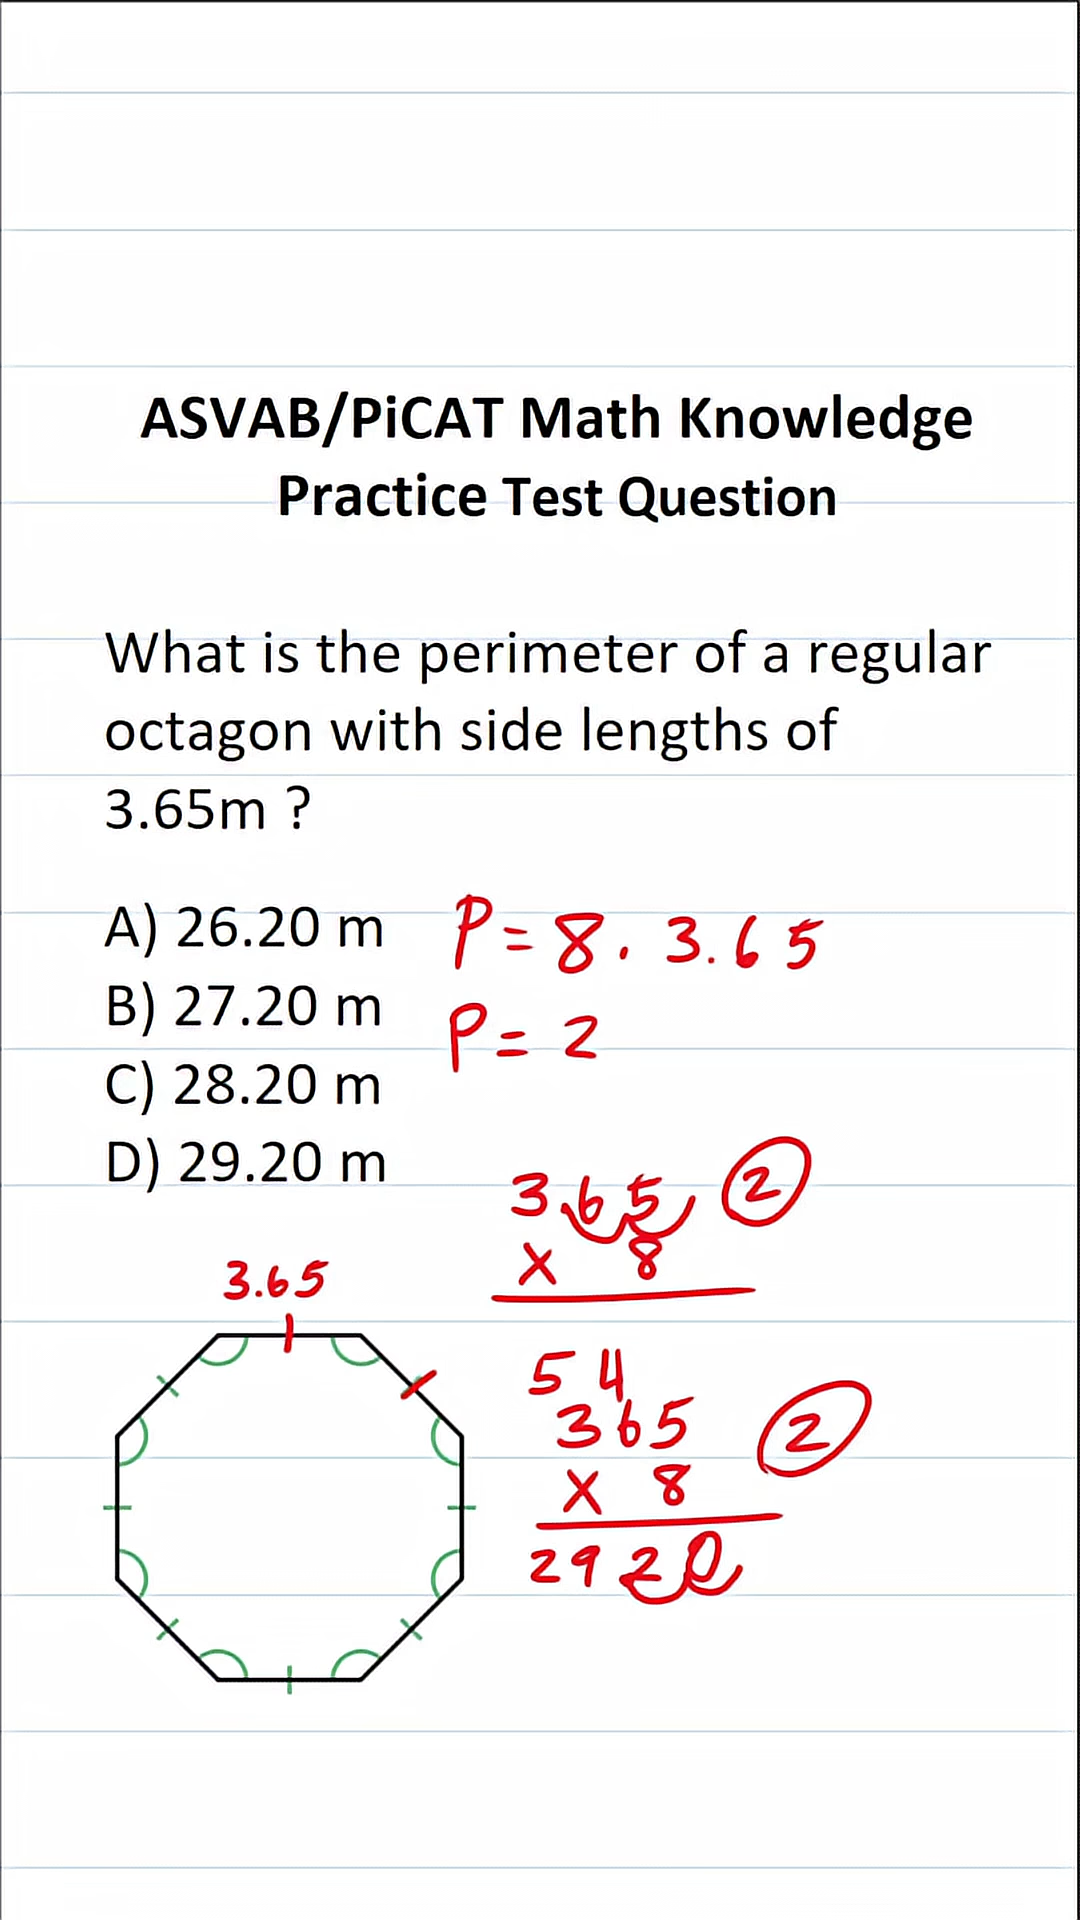 ASVAB/PiCAT Math Knowledge
Practice Test Question
What is the perimeter of a regular
octagon with side lengths of
3.65m ?
A) 26.20 m
B) 27.20 m
C) 28.20 m
D) 29.20 m
P = 8 . 3.65
P = 2
3.65 2
x 8
3.65
5 4
365 2
x 8
2920